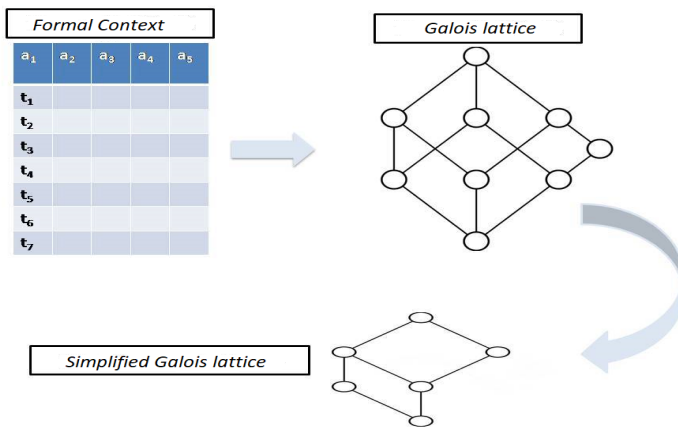 Formal Context
Galois lattice
a₁ a₂ a₃ a₄ a₅
t₁
t₂
t₃
t₄
t₅
t₆
t₇
Simplified Galois lattice